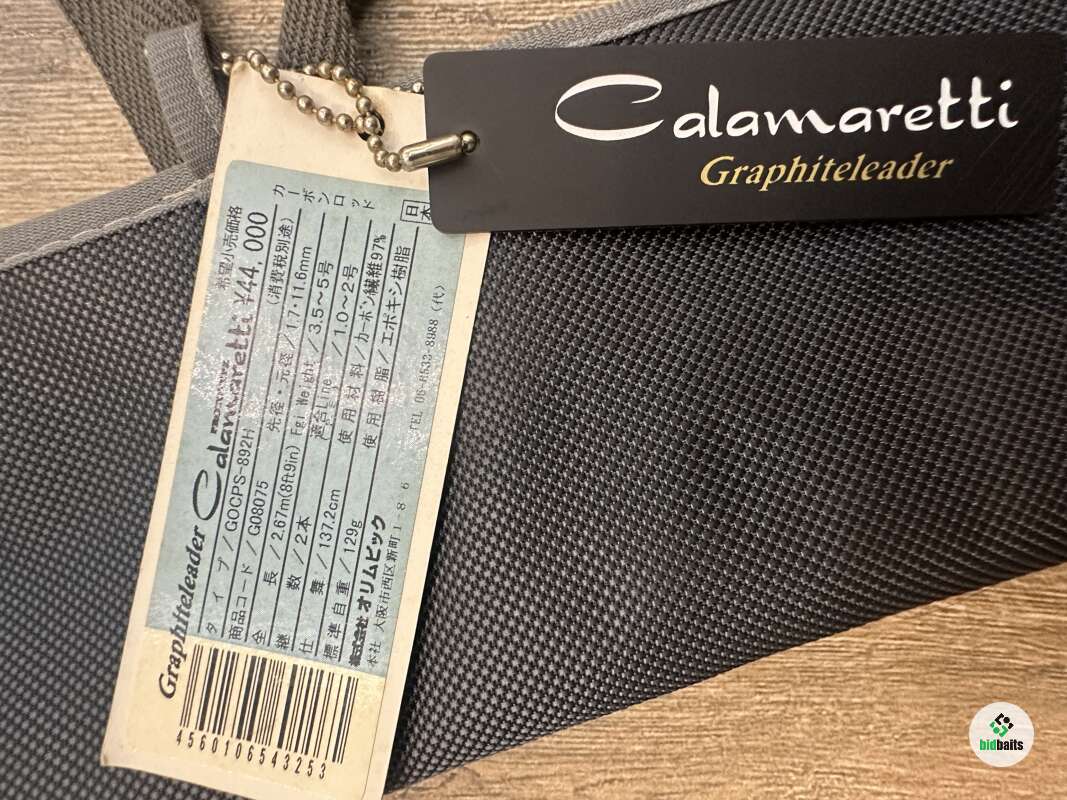 Calamaretti
Graphiteleader
Graphiteleader Calamaretti 希望小売価格 ¥44,000
(消費税別途)
タイプ/GOCPS-892H
商品コード/G08075
全長/2.67m(8ft9in)
継数/2本
仕舞/137.2cm
標準自重/129g
先径・元径/1.7・11.6mm
Egi Weight/3.5~5号
適合Line/1.0~2号
使用材料/カーボン繊維97%
使用樹脂/エポキシ樹脂
カーボンロッド
日本
株式会社オリムピック
本社 大阪市西区新町1-8-6 TEL 06-6533-8988(代)
4560106543253
bidbaits